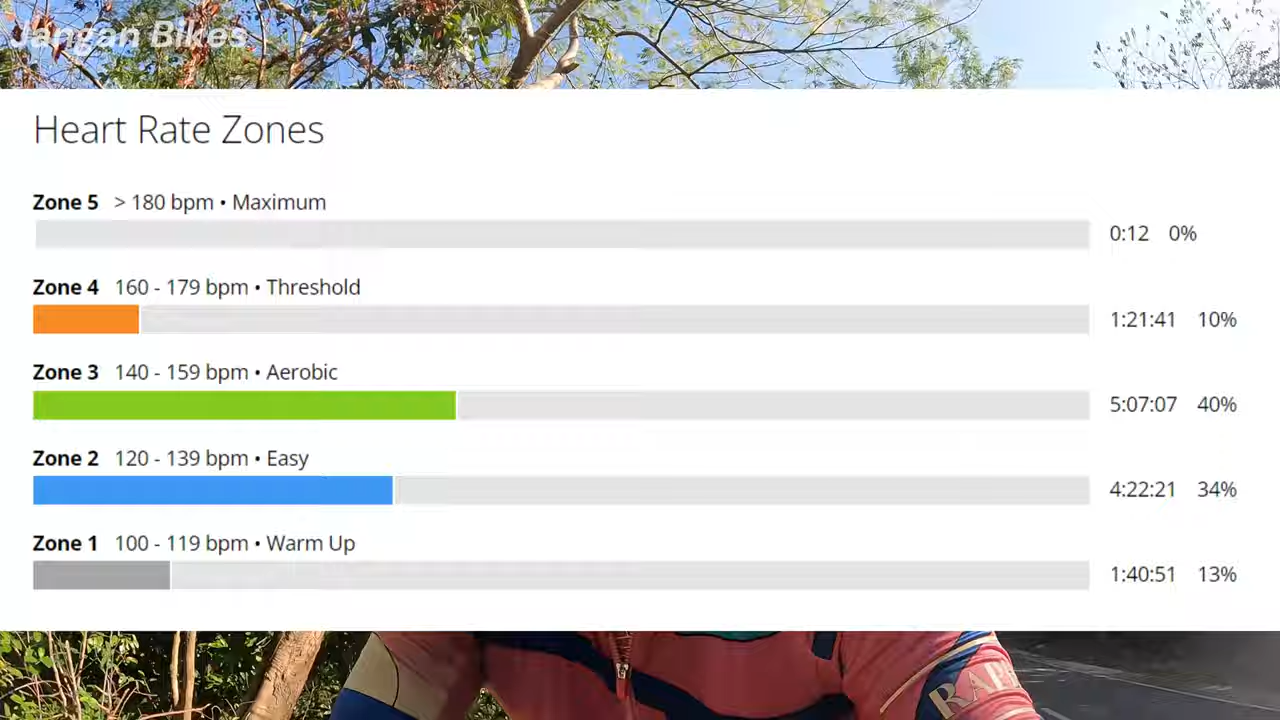 Jangan Bikes
Heart Rate Zones
Zone 5 > 180 bpm • Maximum
0:12 0%
Zone 4 160 - 179 bpm • Threshold
1:21:41 10%
Zone 3 140 - 159 bpm • Aerobic
5:07:07 40%
Zone 2 120 - 139 bpm • Easy
4:22:21 34%
Zone 1 100 - 119 bpm • Warm Up
1:40:51 13%